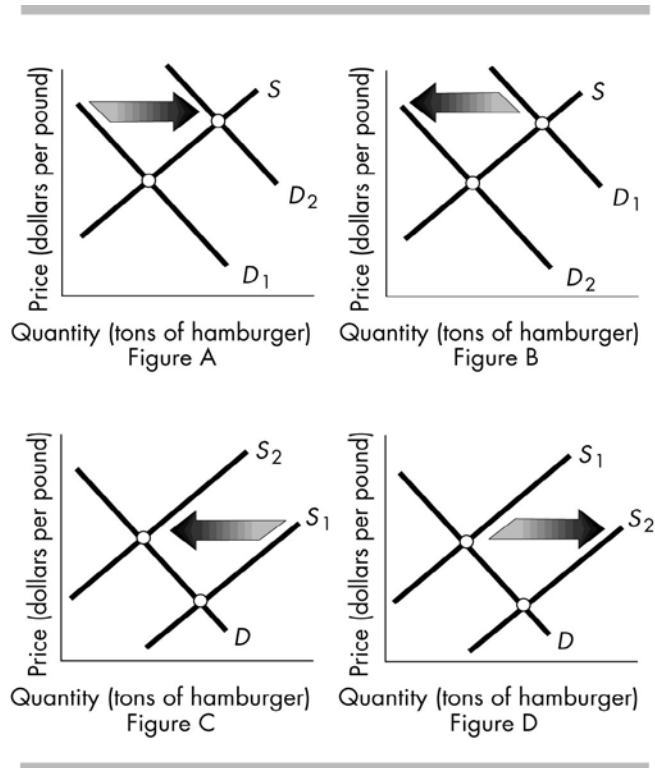 Price (dollars per pound)
S
D2
D1
Quantity (tons of hamburger)
Figure A
Price (dollars per pound)
S
D1
D2
Quantity (tons of hamburger)
Figure B
Price (dollars per pound)
S2
S1
D
Quantity (tons of hamburger)
Figure C
Price (dollars per pound)
S1
S2
D
Quantity (tons of hamburger)
Figure D